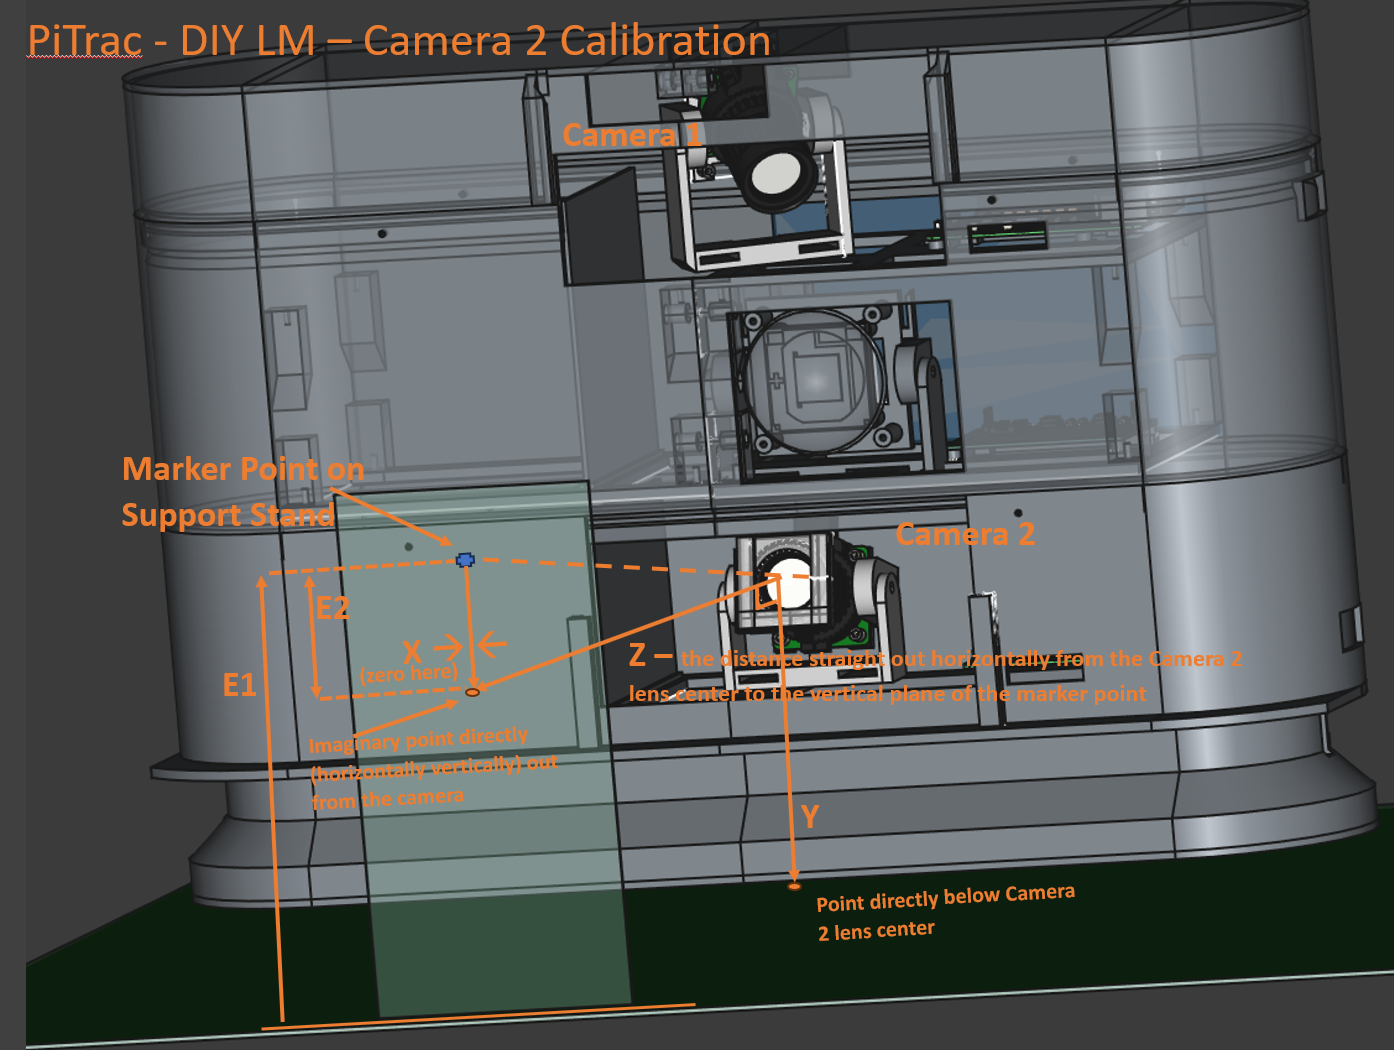 PiTrac - DIY LM – Camera 2 Calibration
Camera 1
Marker Point on
Support Stand
Camera 2
E2
X
(zero here)
E1
Z – the distance straight out horizontally from the Camera 2
lens center to the vertical plane of the marker point
Imaginary point directly
(horizontally vertically) out
from the camera
Y
Point directly below Camera
2 lens center